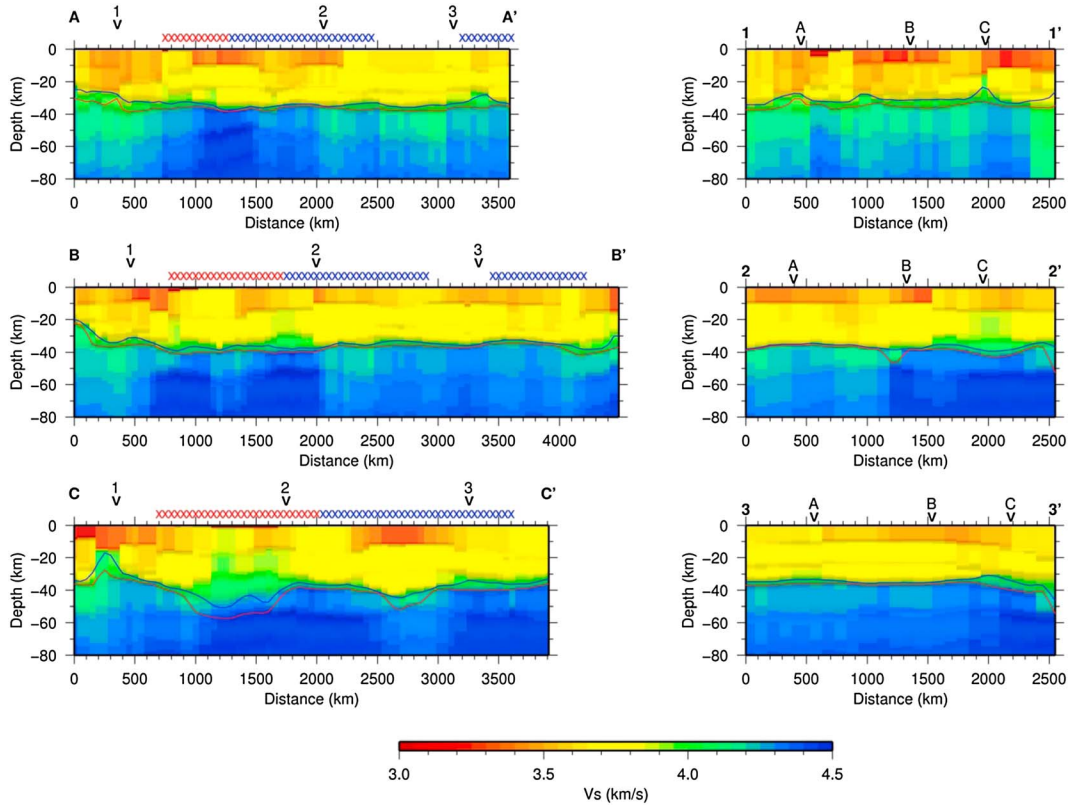 A 1 2 3 A'
0
−20
−40
−60
−80
Depth (km)
0 500 1000 1500 2000 2500 3000 3500
Distance (km)
1 A B C 1'
0
−20
−40
−60
−80
Depth (km)
0 500 1000 1500 2000 2500
Distance (km)
B 1 2 3 B'
0
−20
−40
−60
−80
Depth (km)
0 500 1000 1500 2000 2500 3000 3500 4000
Distance (km)
2 A B C 2'
0
−20
−40
−60
−80
Depth (km)
0 500 1000 1500 2000 2500
Distance (km)
C 1 2 3 C'
0
−20
−40
−60
−80
Depth (km)
0 500 1000 1500 2000 2500 3000 3500
Distance (km)
3 A B C 3'
0
−20
−40
−60
−80
Depth (km)
0 500 1000 1500 2000 2500
Distance (km)
3.0 3.5 4.0 4.5
Vs (km/s)